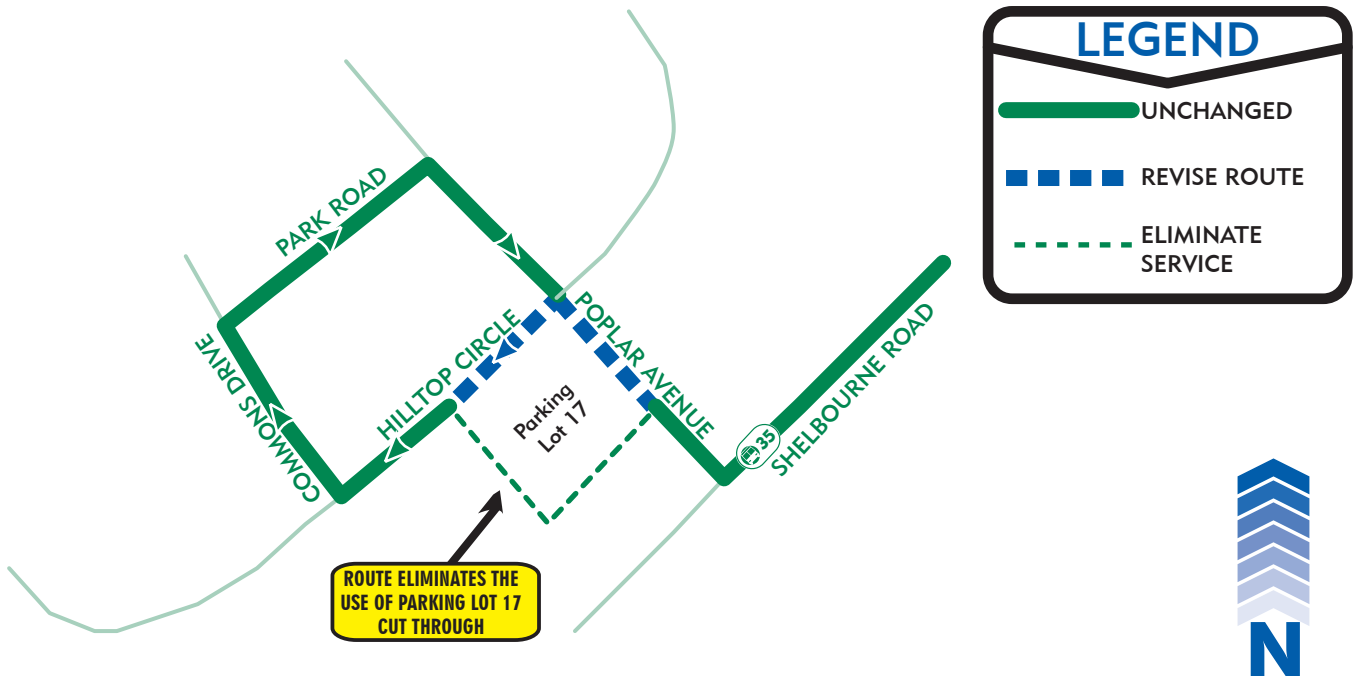 LEGEND
UNCHANGED
REVISE ROUTE
ELIMINATE
SERVICE
PARK ROAD
COMMONS DRIVE
HILLTOP CIRCLE
POPLAR AVENUE
Parking
Lot 17
35
SHELBOURNE ROAD
ROUTE ELIMINATES THE
USE OF PARKING LOT 17
CUT THROUGH
N